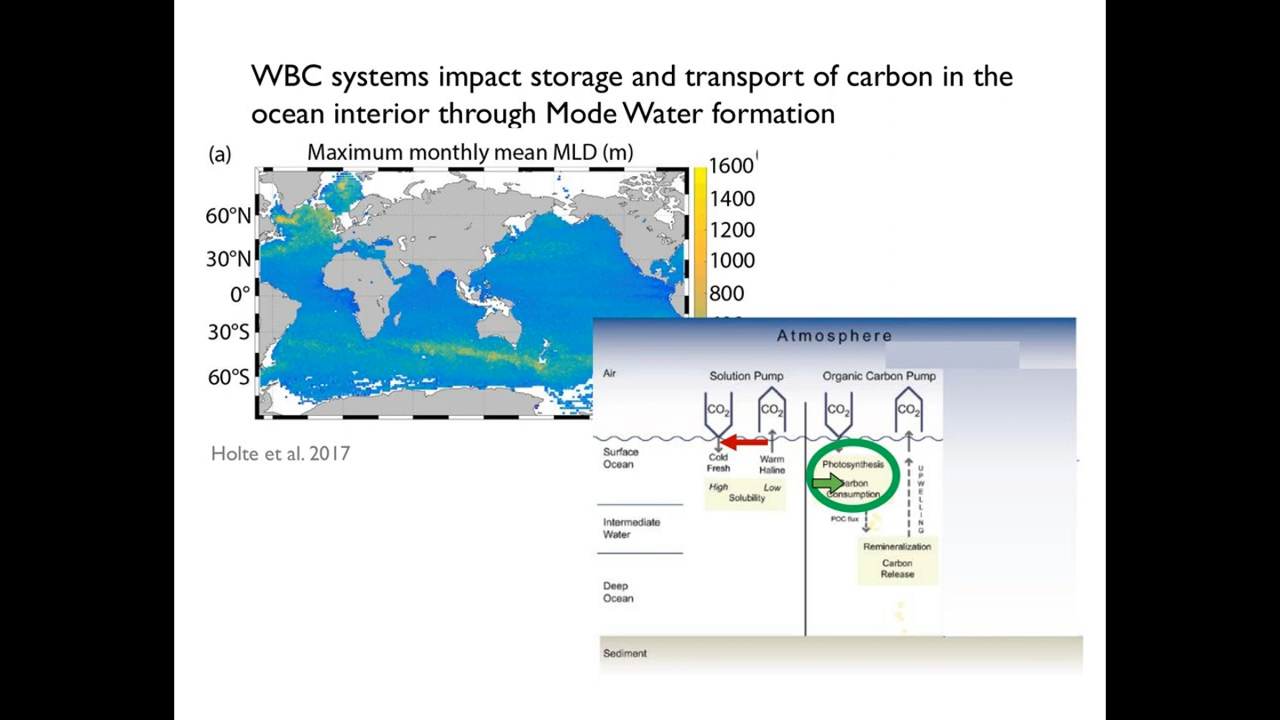 WBC systems impact storage and transport of carbon in the
ocean interior through Mode Water formation
(a)
Maximum monthly mean MLD (m)
1600
1400
1200
1000
800
60°N
30°N
0°
30°S
60°S
Holte et al. 2017
Atmosphere
Air
Solution Pump
Organic Carbon Pump
CO2
CO2
CO2
CO2
Surface
Ocean
Cold
Fresh
Warm
Haline
High
Low
Solubility
Photosynthesis
Carbon
Consumption
UPWELLING
POC flux
Intermediate
Water
Remineralization
Carbon
Release
Deep
Ocean
Sediment